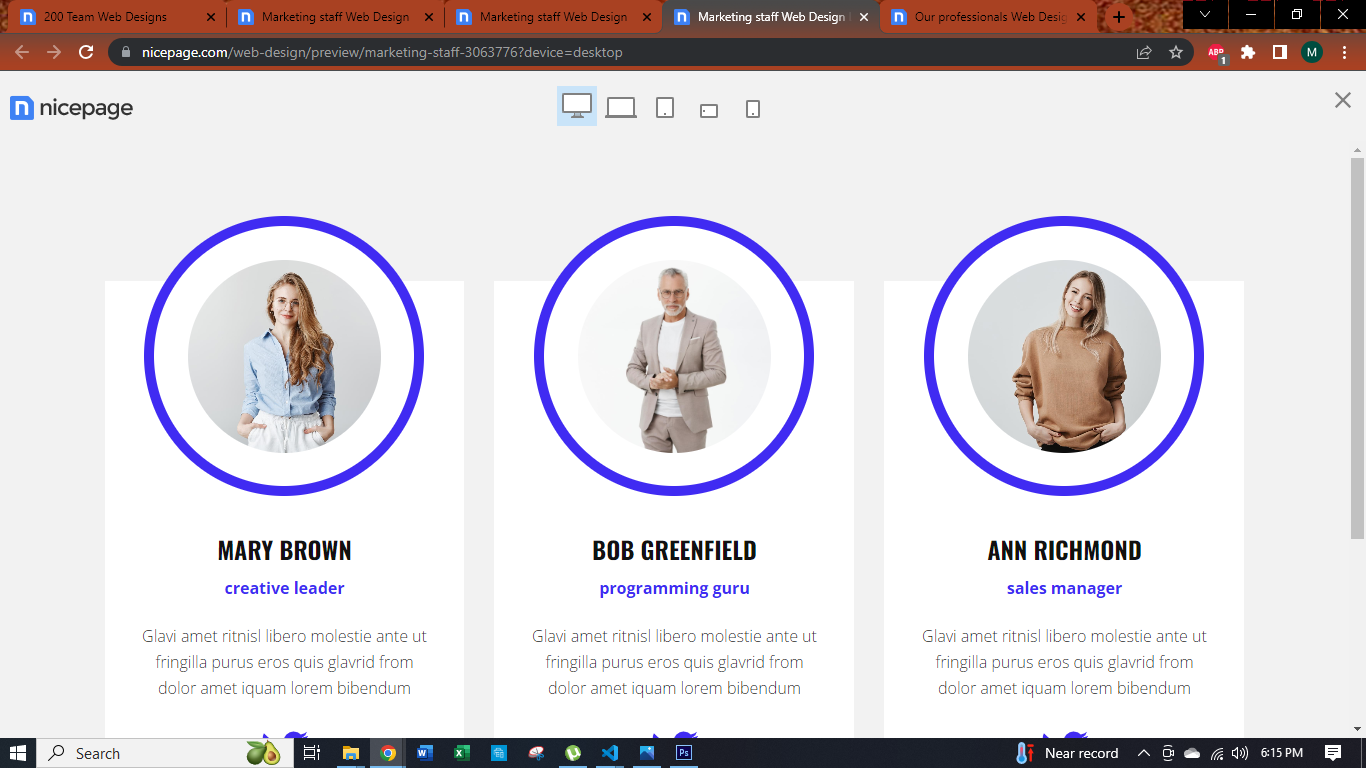 200 Team Web Designs
Marketing staff Web Design
Marketing staff Web Design
Marketing staff Web Design
Our professionals Web Desig
nicepage.com/web-design/preview/marketing-staff-3063776?device=desktop
ABP
1
M
nicepage
MARY BROWN
creative leader
Glavi amet ritnisl libero molestie ante ut
fringilla purus eros quis glavrid from
dolor amet iquam lorem bibendum
BOB GREENFIELD
programming guru
Glavi amet ritnisl libero molestie ante ut
fringilla purus eros quis glavrid from
dolor amet iquam lorem bibendum
ANN RICHMOND
sales manager
Glavi amet ritnisl libero molestie ante ut
fringilla purus eros quis glavrid from
dolor amet iquam lorem bibendum
Search
Near record
6:15 PM